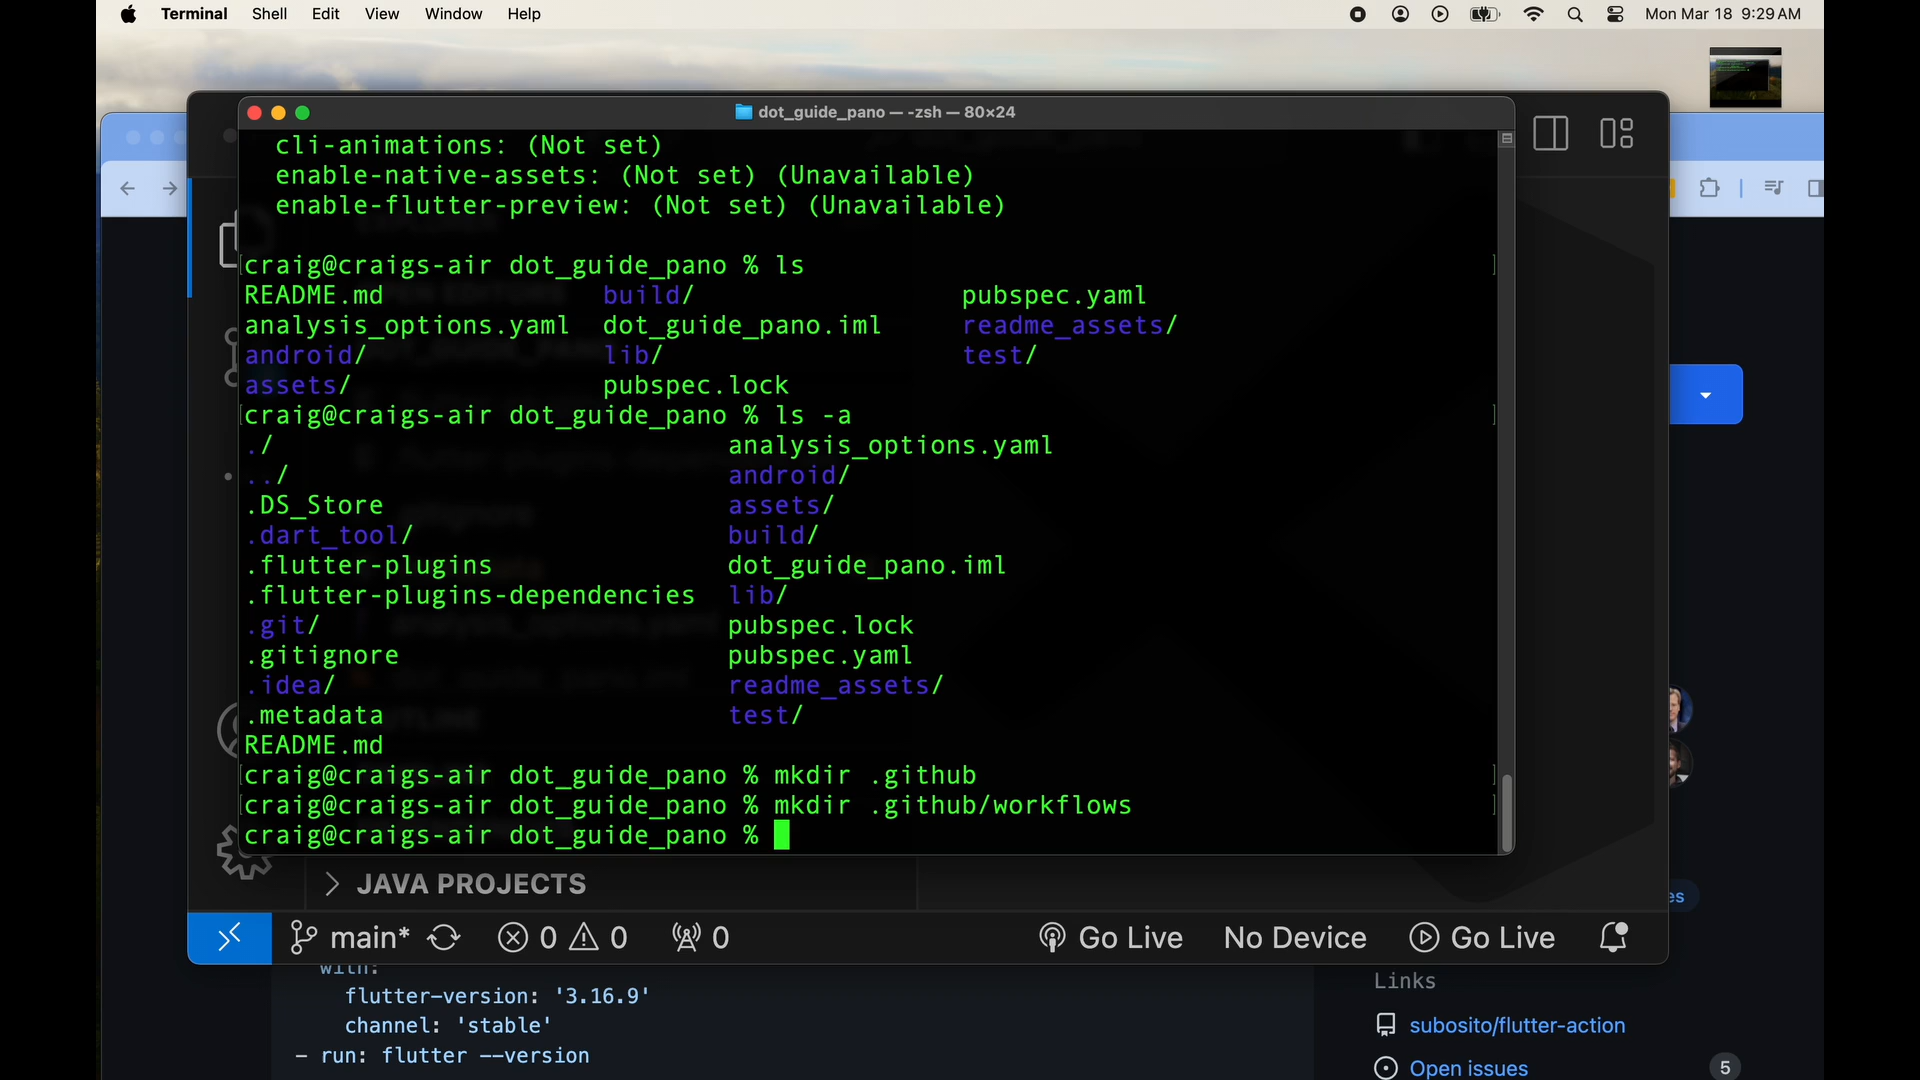 Terminal Shell Edit View Window Help Mon Mar 18 9:29 AM
dot_guide_pano — -zsh — 80×24
cli-animations: (Not set)
enable-native-assets: (Not set) (Unavailable)
enable-flutter-preview: (Not set) (Unavailable)
craig@craigs-air dot_guide_pano % ls
README.md build/ pubspec.yaml
analysis_options.yaml dot_guide_pano.iml readme_assets/
android/ lib/ test/
assets/ pubspec.lock
craig@craigs-air dot_guide_pano % ls -a
./ analysis_options.yaml
../ android/
.DS_Store assets/
.dart_tool/ build/
.flutter-plugins dot_guide_pano.iml
.flutter-plugins-dependencies lib/
.git/ pubspec.lock
.gitignore pubspec.yaml
.idea/ readme_assets/
.metadata test/
README.md
craig@craigs-air dot_guide_pano % mkdir .github
craig@craigs-air dot_guide_pano % mkdir .github/workflows
craig@craigs-air dot_guide_pano %
JAVA PROJECTS
main* 0 0 0 Go Live No Device Go Live
with:
flutter-version: '3.16.9'
channel: 'stable'
- run: flutter --version
es
Links
subosito/flutter-action
Open issues 5